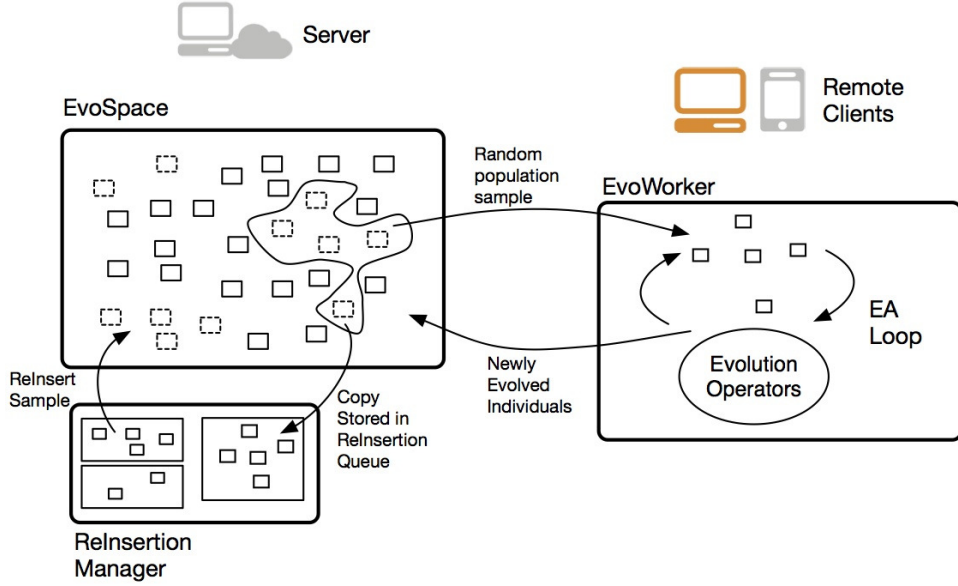 Server
Remote
Clients
EvoSpace
Random
population
sample
EvoWorker
EA
Loop
Evolution
Operators
Newly
Evolved
Individuals
ReInsert
Sample
Copy
Stored in
ReInsertion
Queue
ReInsertion
Manager